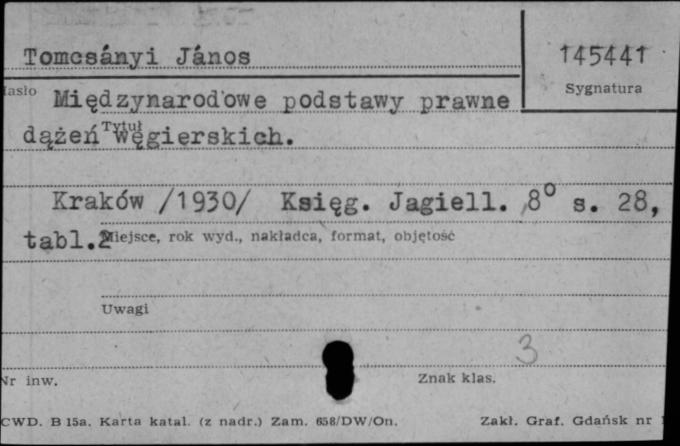 Tomcsányi János
145441
Hasło
Sygnatura
Międzynarodowe podstawy prawne
Tytuł
dążeń węgierskich.
Kraków /1930/ Księg. Jagiell. 8° s. 28,
tabl.2
Miejsce, rok wyd., nakładca, format, objętość
Uwagi
3
Nr inw.
Znak klas.
CWD. B 15a. Karta katal. (z nadr.) Zam. 658/DW/On.
Zakł. Graf. Gdańsk nr